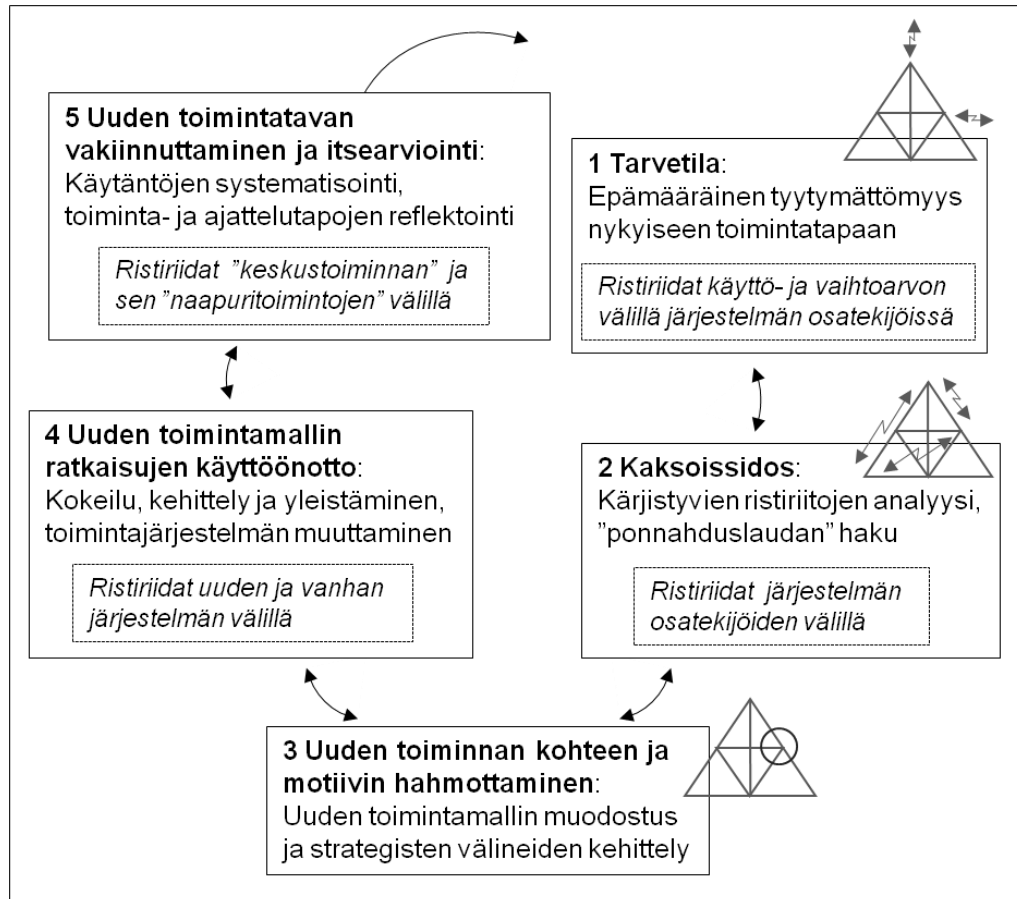 5 Uuden toimintatavan
vakiinnuttaminen ja itsearviointi:
Käytäntöjen systematisointi,
toiminta- ja ajattelutapojen reflektointi
Ristiriidat ”keskustoiminnan” ja
sen ”naapuritoimintojen” välillä
1 Tarvetila:
Epämääräinen tyytymättömyys
nykyiseen toimintatapaan
Ristiriidat käyttö- ja vaihtoarvon
välillä järjestelmän osatekijöissä
4 Uuden toimintamallin
ratkaisujen käyttöönotto:
Kokeilu, kehittely ja yleistäminen,
toimintajärjestelmän muuttaminen
Ristiriidat uuden ja vanhan
järjestelmän välillä
2 Kaksoissidos:
Kärjistyvien ristiriitojen analyysi,
”ponnahduslaudan” haku
Ristiriidat järjestelmän
osatekijöiden välillä
3 Uuden toiminnan kohteen ja
motiivin hahmottaminen:
Uuden toimintamallin muodostus
ja strategisten välineiden kehittely